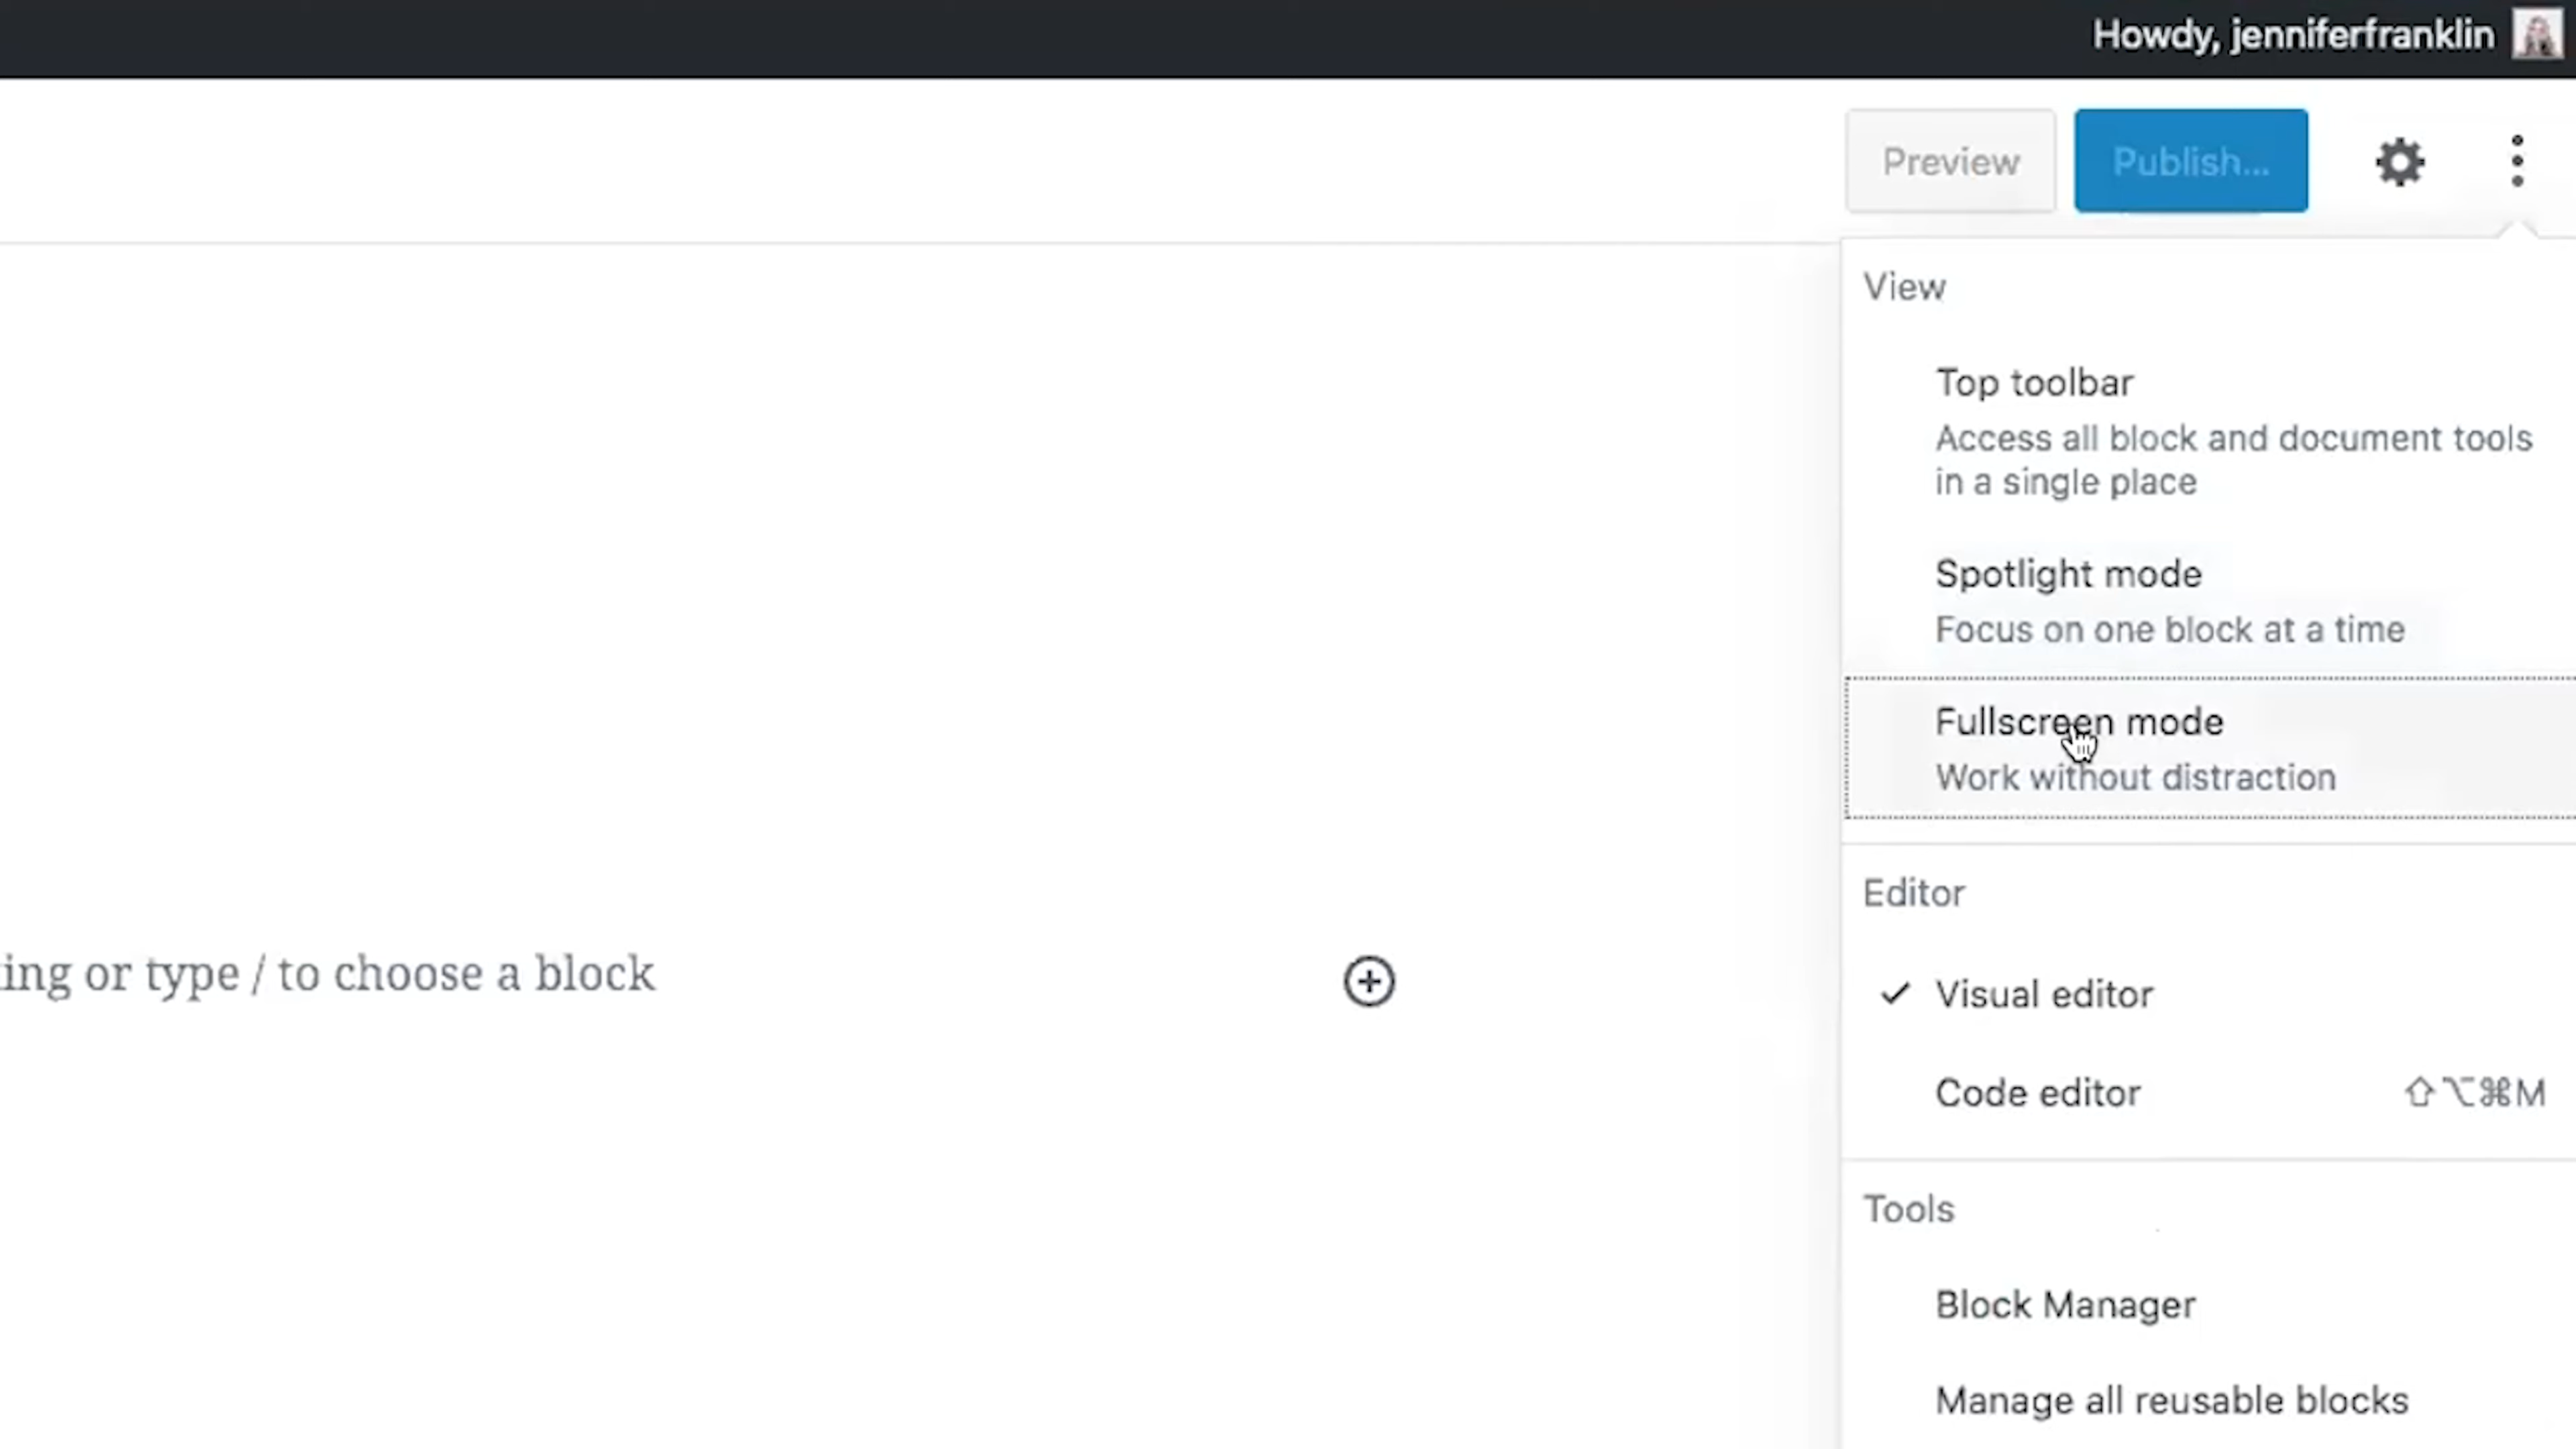 Howdy, jenniferfranklin
Preview
Publish...
View
Top toolbar
Access all block and document tools
in a single place
Spotlight mode
Focus on one block at a time
Fullscreen mode
Work without distraction
Editor
ing or type / to choose a block
✓ Visual editor
Code editor ⇧⌥⌘M
Tools
Block Manager
Manage all reusable blocks